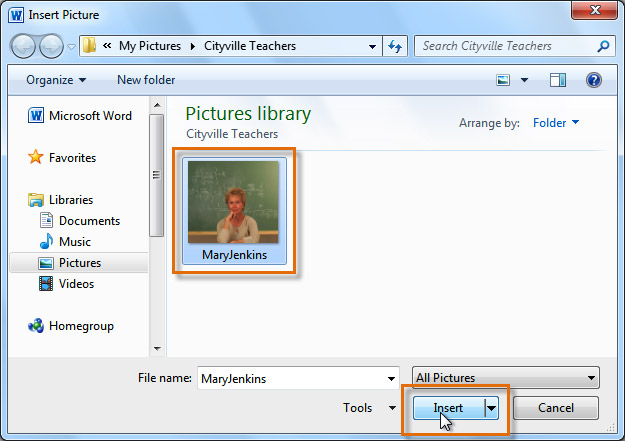 Insert Picture
« My Pictures Cityville Teachers
Search Cityville Teachers
Organize New folder
Microsoft Word
Favorites
Libraries
Documents
Music
Pictures
Videos
Homegroup
Pictures library
Cityville Teachers
Arrange by: Folder
MaryJenkins
File name: MaryJenkins
All Pictures
Tools Insert Cancel